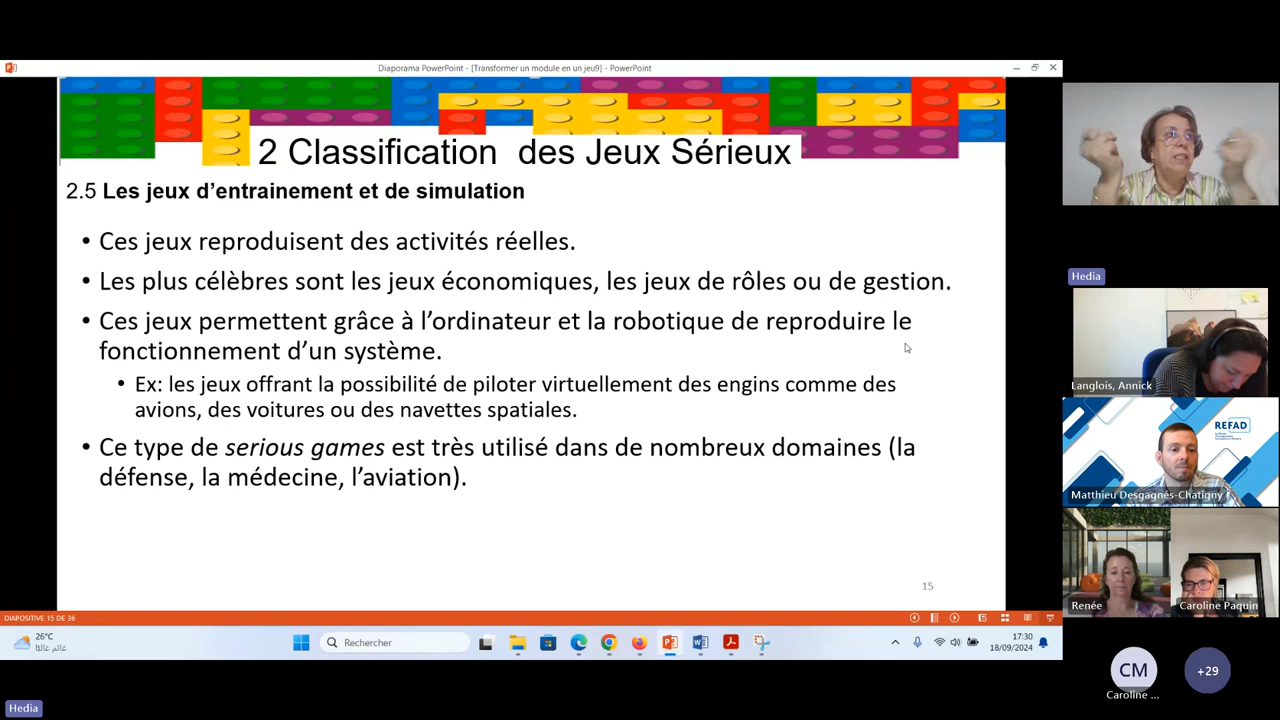 Diaporama PowerPoint - [Transformer un module en un jeu9] - PowerPoint
2 Classification des Jeux Sérieux
2.5 Les jeux d’entrainement et de simulation
• Ces jeux reproduisent des activités réelles.
• Les plus célèbres sont les jeux économiques, les jeux de rôles ou de gestion.
• Ces jeux permettent grâce à l’ordinateur et la robotique de reproduire le
fonctionnement d’un système.
• Ex: les jeux offrant la possibilité de piloter virtuellement des engins comme des
avions, des voitures ou des navettes spatiales.
• Ce type de serious games est très utilisé dans de nombreux domaines (la
défense, la médecine, l’aviation).
15
DIAPOSITIVE 15 DE 36
26°C
غائم غالبًا
Rechercher
17:30
18/09/2024
Hedia
Langlois, Annick
REFAD
Matthieu Desgagnés-Chatigny
Renée
Caroline Paquin
CM
Caroline ...
+29
Hedia